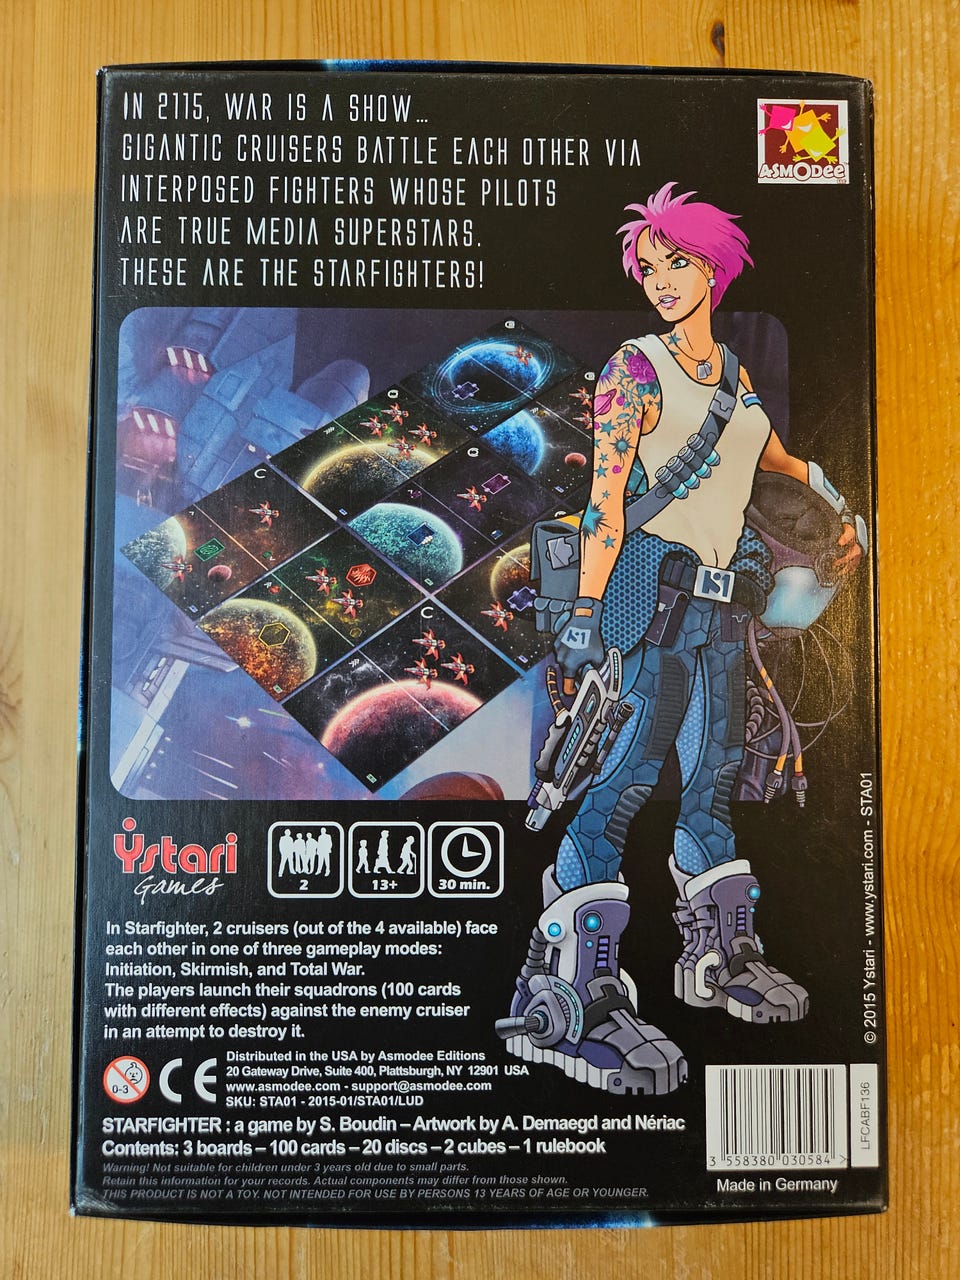 IN 2115, WAR IS A SHOW...
GIGANTIC CRUISERS BATTLE EACH OTHER VIA
INTERPOSED FIGHTERS WHOSE PILOTS
ARE TRUE MEDIA SUPERSTARS.
THESE ARE THE STARFIGHTERS!
ASMODee
S1
S1
Ystari
Games
2
13+
30 min.
In Starfighter, 2 cruisers (out of the 4 available) face
each other in one of three gameplay modes:
Initiation, Skirmish, and Total War.
The players launch their squadrons (100 cards
with different effects) against the enemy cruiser
in an attempt to destroy it.
0-3
CE
Distributed in the USA by Asmodee Editions
20 Gateway Drive, Suite 400, Plattsburgh, NY 12901 USA
www.asmodee.com - support@asmodee.com
SKU: STA01 - 2015-01/STA01/LUD
STARFIGHTER : a game by S. Boudin – Artwork by A. Demaegd and Nériac
Contents: 3 boards – 100 cards – 20 discs – 2 cubes – 1 rulebook
Warning! Not suitable for children under 3 years old due to small parts.
Retain this information for your records. Actual components may differ from those shown.
THIS PRODUCT IS NOT A TOY. NOT INTENDED FOR USE BY PERSONS 13 YEARS OF AGE OR YOUNGER.
© 2015 Ystari - www.ystari.com - STA01
LFCABF136
3 558380 030584 >
Made in Germany